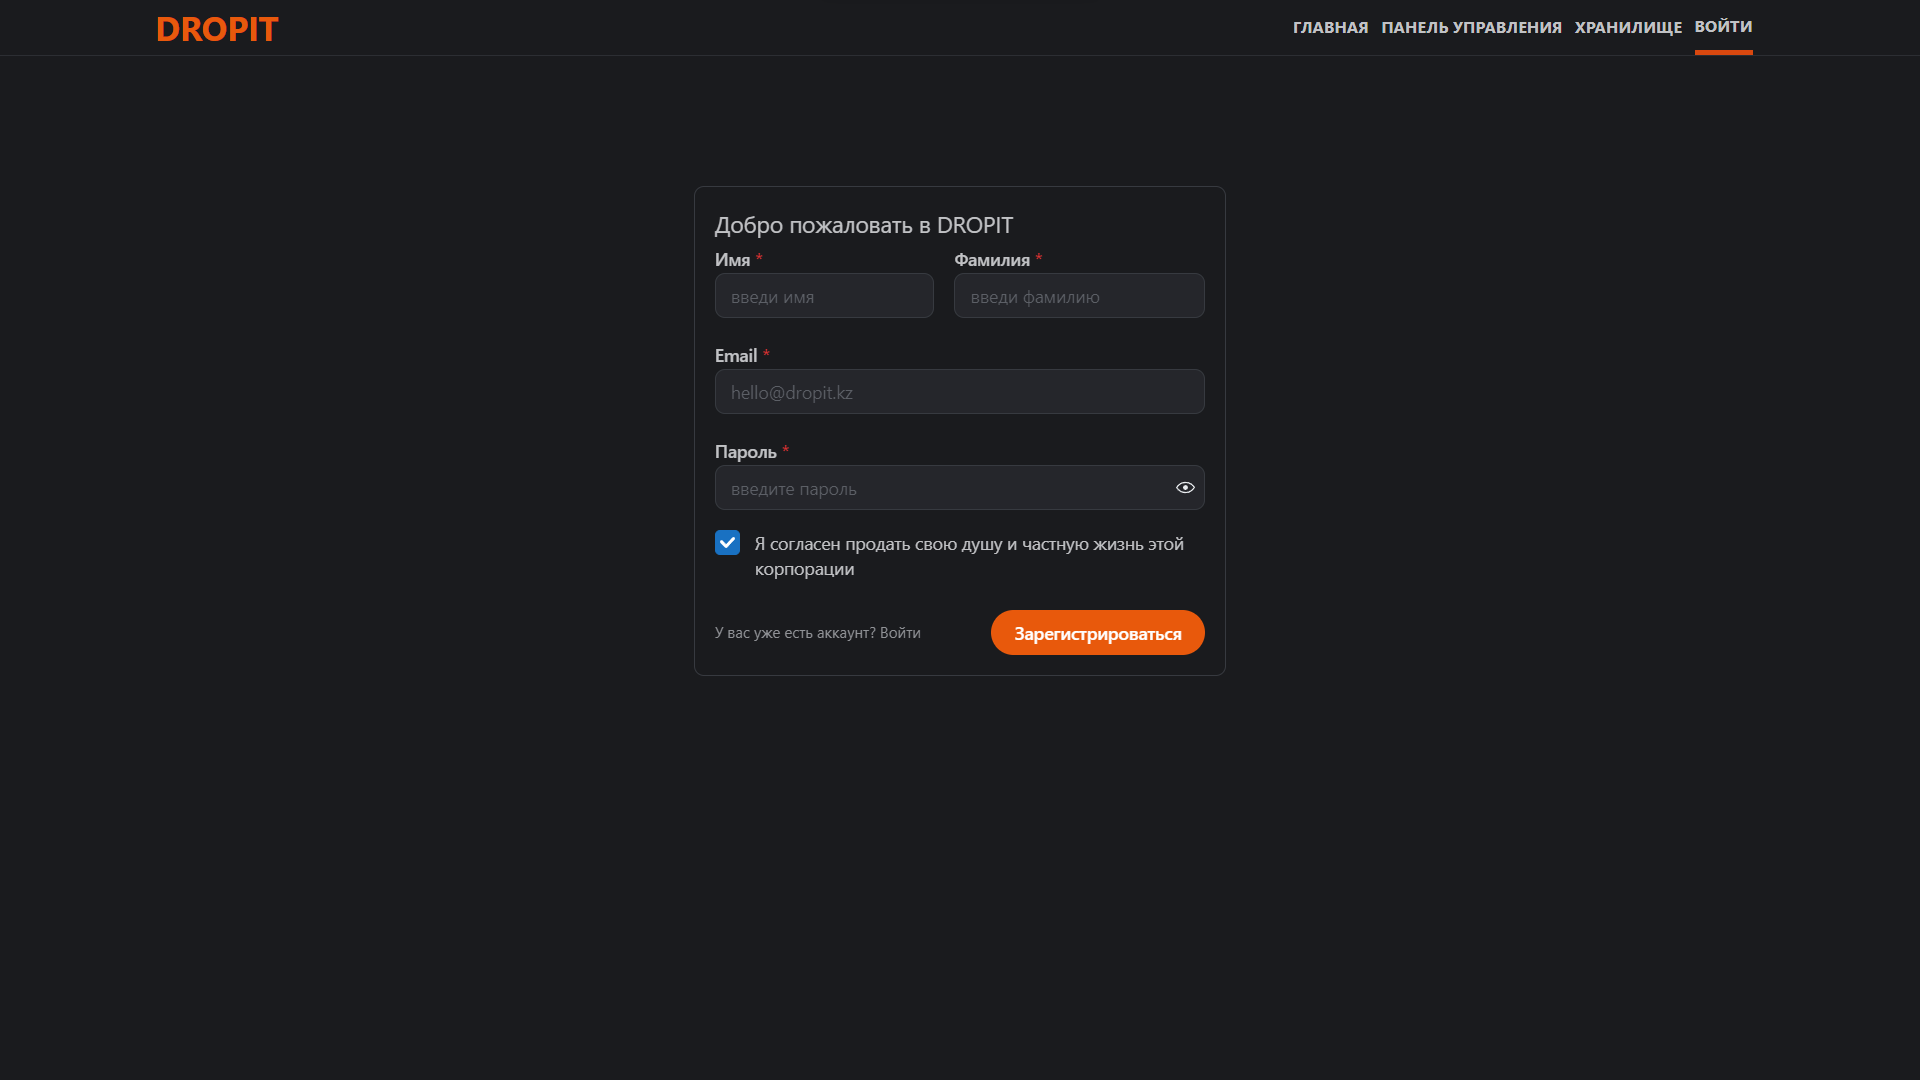 DROPIT
ГЛАВНАЯ ПАНЕЛЬ УПРАВЛЕНИЯ ХРАНИЛИЩЕ ВОЙТИ
Добро пожаловать в DROPIT
Имя * Фамилия *
введи имя введи фамилию
Email *
hello@dropit.kz
Пароль *
введите пароль
Я согласен продать свою душу и частную жизнь этой
корпорации
У вас уже есть аккаунт? Войти
Зарегистрироваться